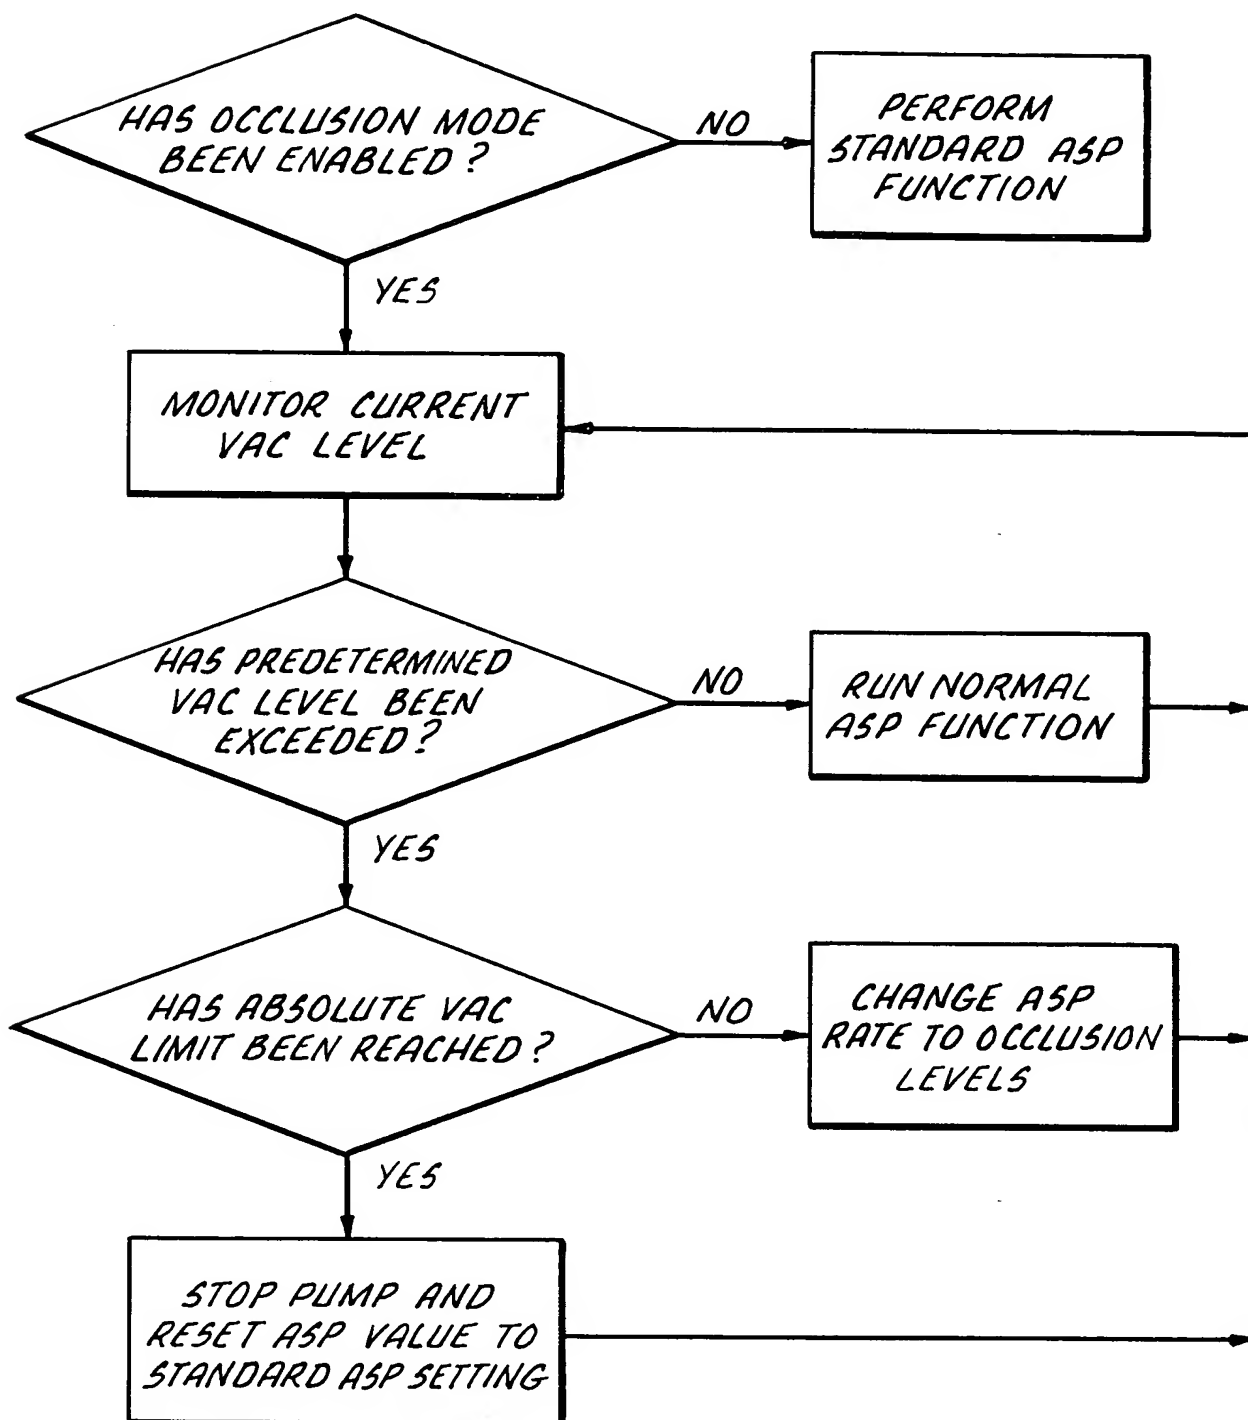 HAS OCCLUSION MODE
BEEN ENABLED?
NO
PERFORM
STANDARD ASP
FUNCTION
YES
MONITOR CURRENT
VAC LEVEL
HAS PREDETERMINED
VAC LEVEL BEEN
EXCEEDED?
NO
RUN NORMAL
ASP FUNCTION
YES
HAS ABSOLUTE VAC
LIMIT BEEN REACHED?
NO
CHANGE ASP
RATE TO OCCLUSION
LEVELS
YES
STOP PUMP AND
RESET ASP VALUE TO
STANDARD ASP SETTING